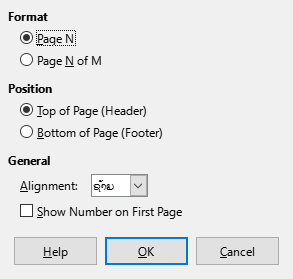 Format
Page N
Page N of M
Position
Top of Page (Header)
Bottom of Page (Footer)
General
Alignment: ຊ້າຍ
Show Number on First Page
Help OK Cancel